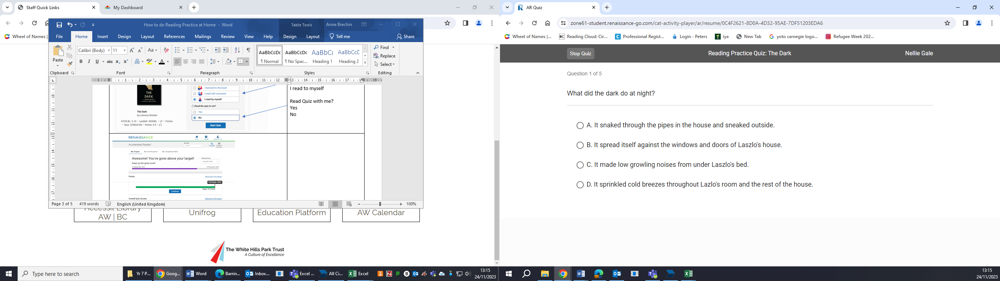 Staff Quick Links
My Dashboard
Wheel of Names |
How to do Reading Practice at Home - Word
Table Tools
Anne Brechin
File Home Insert Design Layout References Mailings Review View Help Design Layout Tell me Share
Paste
Calibri (Body) 11
AaBbCcDc AaBbCcDc AaBbCc AaBbCcE
¶ Normal ¶ No Spac... Heading 1 Heading 2
Find
Replace
Select
Clipboard Font Paragraph Styles Editing
THE
DARK
I listened to the book
I read with someone
I read by myself
Read the quiz to me?
Yes
No
Start Quiz
The Dark
by Lemony Snicket
ATOS BL: 3.10 • Lexile®: AD540L • LY • Fiction
• Quiz: 225024 EN • Points: 0.5 •
I read to myself
Read Quiz with me?
Yes
No
RENAISSANCE
Accelerated Reader
My Targets My Certifications My Completed Work
Awesome! You've gone above your target!
Keep up the great work!
Autumn Term
Points
What Does This Mean?
Continue
Overall Quiz Scores
What Does This Mean?
Page 3 of 5 419 words English (United Kingdom) 100%
Accessit Library
AW | BC
Unifrog
Education Platform
AW Calendar
The White Hills Park Trust
A Culture of Excellence
Type here to search
Yr 7 P... Goog... Word Barrin... Inbox... Excel ... All Ci... Excel
13:15
24/11/2023
AR Quiz
zone61-student.renaissance-go.com/cat-activity-player/ar/resume/0C4F2621-8D0A-4D32-95AE-7DF51203EDA6
Wheel of Names |... Reading Cloud: Cir... Professional Regist... Login - Peters iya New Tab yoto carnegie logo... Refugee Week 202...
Stop Quiz
Reading Practice Quiz: The Dark
Nellie Gale
Question 1 of 5
What did the dark do at night?
A. It snaked through the pipes in the house and sneaked outside.
B. It spread itself against the windows and doors of Laszlo's house.
C. It made low growling noises from under Laszlo's bed.
D. It sprinkled cold breezes throughout Lazlo's room and the rest of the house.
13:15
24/11/2023